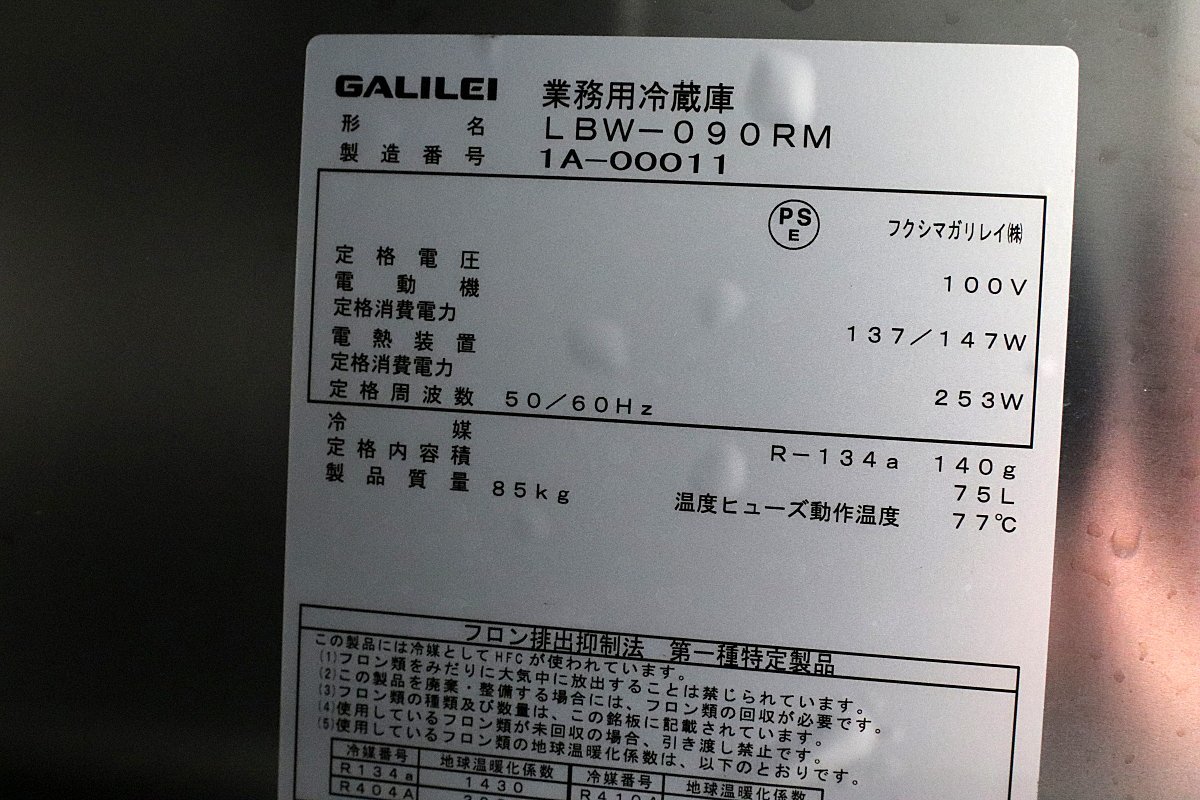 GALILEI 業務用冷蔵庫
形名 LBW-090RM
製造番号 1A-00011
PSE フクシマガリレイ㈱
定格電圧 100V
電動機
定格消費電力 137/147W
電熱装置
定格消費電力 253W
定格周波数 50/60Hz
冷媒 R-134a 140g
定格内容積 75L
製品質量 85kg 温度ヒューズ動作温度 77℃
フロン排出抑制法 第一種特定製品
この製品には冷媒としてHFCが使われています。
(1)フロン類をみだりに大気中に放出することは禁じられています。
(2)この製品を廃棄・整備する場合には、フロン類の回収が必要です。
(3)フロン類の種類及び数量は、この銘板に記載されています。
(4)使用しているフロン類が未回収の場合、引き渡し禁止です。
(5)使用しているフロン類の地球温暖化係数は、以下のとおりです。
冷媒番号 地球温暖化係数 冷媒番号 地球温暖化係数
R134a 1430 R410A
R404A